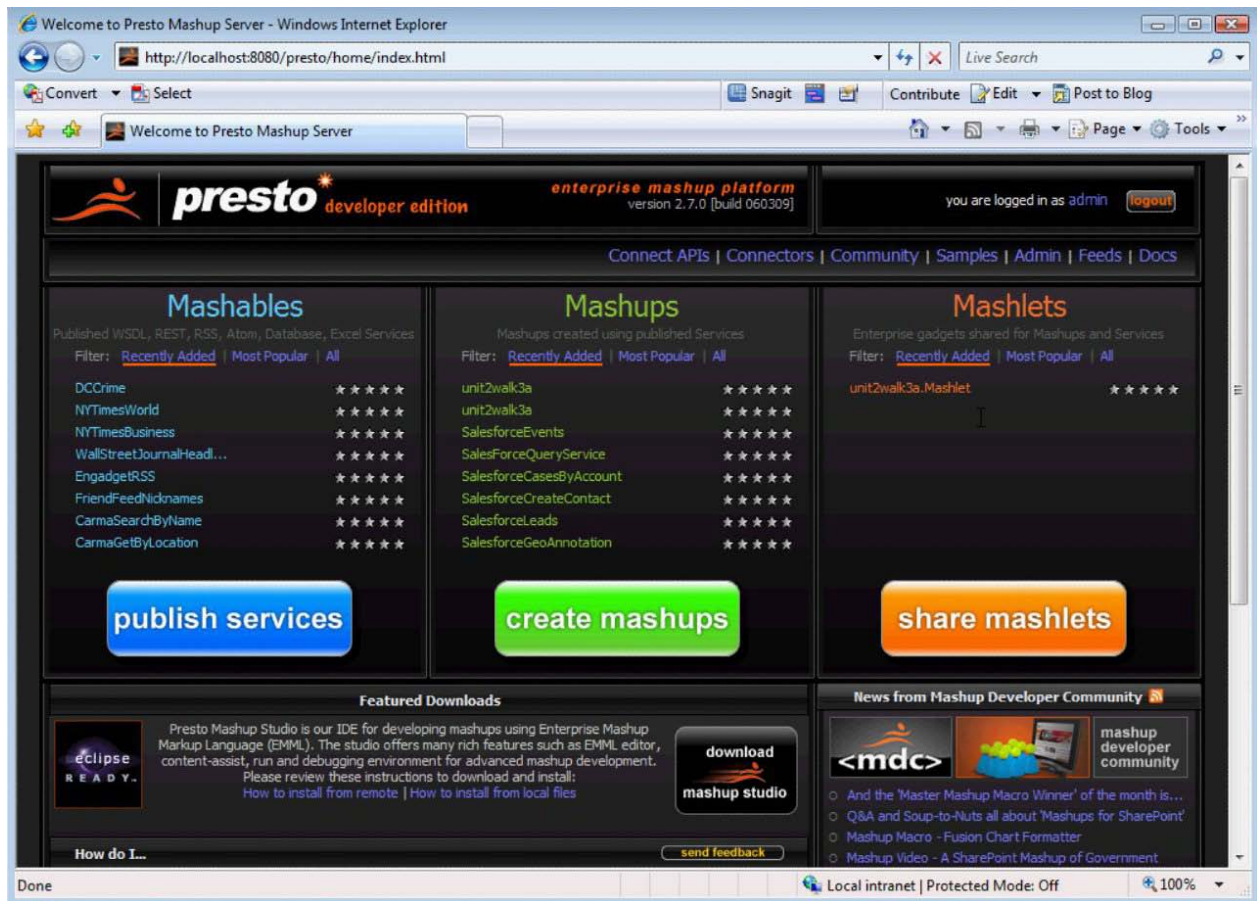 Welcome to Presto Mashup Server - Windows Internet Explorer
http://localhost:8080/presto/home/index.html
Live Search
Convert
Select
Snagit
Contribute
Edit
Post to Blog
Welcome to Presto Mashup Server
Page
Tools
presto developer edition
enterprise mashup platform
version 2.7.0 [build 060309]
you are logged in as admin
logout
Connect APIs | Connectors | Community | Samples | Admin | Feeds | Docs
Mashables
Published WSDL, REST, RSS, Atom, Database, Excel Services
Filter: Recently Added | Most Popular | All
DCCrime
NYTimesWorld
NYTimesBusiness
WallStreetJournalHeadl...
EngadgetRSS
FriendFeedNicknames
CarmaSearchByName
CarmaGetByLocation
publish services
Mashups
Mashups created using published Services
Filter: Recently Added | Most Popular | All
unit2walk3a
unit2walk3a
SalesforceEvents
SalesForceQueryService
SalesforceCasesByAccount
SalesforceCreateContact
SalesforceLeads
SalesforceGeoAnnotation
create mashups
Mashlets
Enterprise gadgets shared for Mashups and Services
Filter: Recently Added | Most Popular | All
unit2walk3a.Mashlet
share mashlets
Featured Downloads
eclipse
READY™
Presto Mashup Studio is our IDE for developing mashups using Enterprise Mashup
Markup Language (EMML). The studio offers many rich features such as EMML editor,
content-assist, run and debugging environment for advanced mashup development.
Please review these instructions to download and install:
How to install from remote | How to install from local files
download
mashup studio
How do I...
send feedback
News from Mashup Developer Community
<mdc>
mashup
developer
community
And the 'Master Mashup Macro Winner' of the month is...
Q&A and Soup-to-Nuts all about 'Mashups for SharePoint'
Mashup Macro - Fusion Chart Formatter
Mashup Video - A SharePoint Mashup of Government
Done
Local intranet | Protected Mode: Off
100%